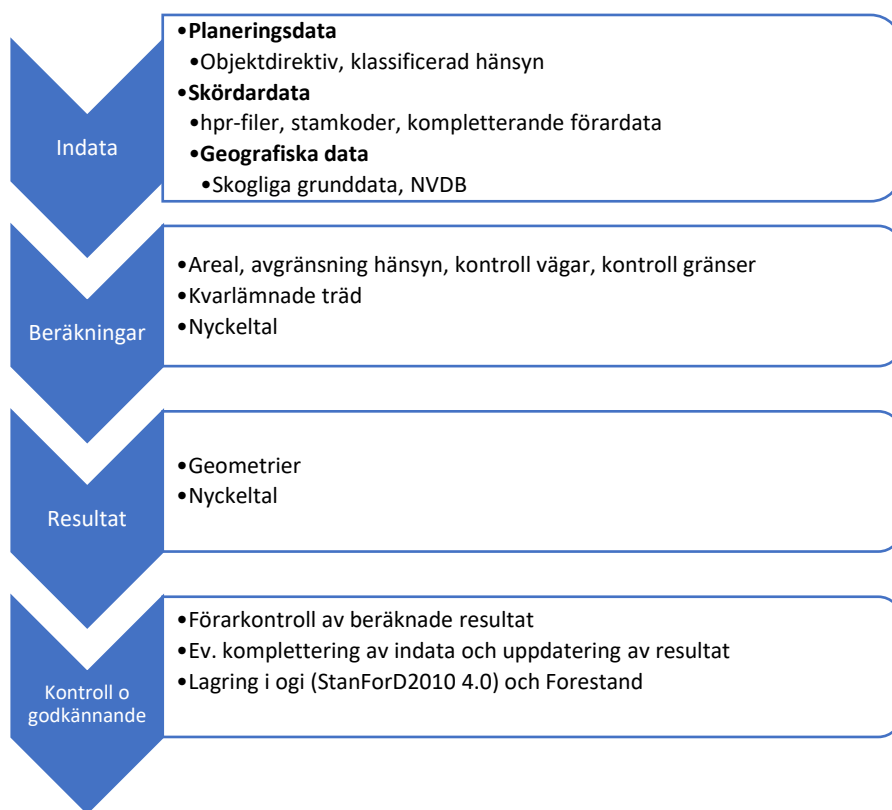 Indata
•Planeringsdata
•Objektdirektiv, klassificerad hänsyn
•Skördardata
•hpr-filer, stamkoder, kompletterande förardata
•Geografiska data
•Skogliga grunddata, NVDB
Beräkningar
•Areal, avgränsning hänsyn, kontroll vägar, kontroll gränser
•Kvarlämnade träd
•Nyckeltal
Resultat
•Geometrier
•Nyckeltal
Kontroll o
godkännande
•Förarkontroll av beräknade resultat
•Ev. komplettering av indata och uppdatering av resultat
•Lagring i ogi (StanForD2010 4.0) och Forestand